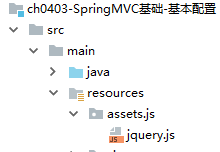 ch0403-SpringMVC基础-基本配置
src
main
java
resources
assets.js
jquery.js